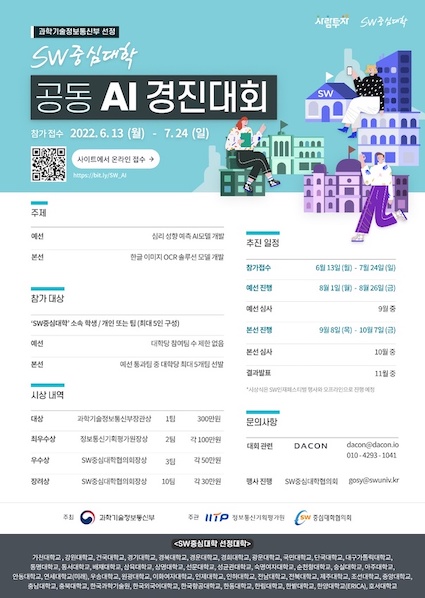 과학기술정보통신부 선정
사람투자
SW중심대학
SW중심대학
공동 AI 경진대회
참가 접수 2022. 6. 13 (월) - 7. 24 (일)
사이트에서 온라인 접수 →
https://bit.ly/SW_AI
SW
주제
예선 심리 성향 예측 AI모델 개발
본선 한글 이미지 OCR 솔루션 모델 개발
참가 대상
'SW중심대학' 소속 학생 / 개인 또는 팀 (최대 5인 구성)
예선 대학당 참여팀 수 제한 없음
본선 예선 통과팀 중 대학당 최대 5개팀 선발
시상 내역
대상 과학기술정보통신부장관상 1팀 300만원
최우수상 정보통신기획평가원장상 2팀 각 100만원
우수상 SW중심대학협의회장상 3팀 각 50만원
장려상 SW중심대학협의회장상 10팀 각 30만원
추진 일정
참가접수 6월 13일 (월) - 7월 24일 (일)
예선 진행 8월 1일 (월) - 8월 26일 (금)
예선 심사 9월 중
본선 진행 9월 8일 (목) - 10월 7일 (금)
본선 심사 10월 중
결과발표 11월 중
*시상식은 SW인재페스티벌 행사와 오프라인으로 진행 예정
문의사항
대회 관련 DACON dacon@dacon.io
010 - 4293 - 1041
행사 진행 SW중심대학협의회 gosy@swuniv.kr
주최 과학기술정보통신부 주관 IITP 정보통신기획평가원 SW중심대학협의회
<SW중심대학 선정대학>
가천대학교, 강원대학교, 건국대학교, 경기대학교, 경북대학교, 경운대학교, 경희대학교, 광운대학교, 국민대학교, 단국대학교, 대구가톨릭대학교,
동명대학교, 동서대학교, 배재대학교, 삼육대학교, 상명대학교, 선문대학교, 성균관대학교, 숙명여자대학교, 순천향대학교, 숭실대학교, 아주대학교,
안동대학교, 연세대학교(미래), 우송대학교, 원광대학교, 이화여자대학교, 인제대학교, 인하대학교, 전남대학교, 전북대학교, 제주대학교, 조선대학교, 중앙대학교,
충남대학교, 충북대학교, 한국과학기술원, 한국외국어대학교, 한국항공대학교, 한동대학교, 한림대학교, 한밭대학교, 한양대학교(ERICA), 호서대학교